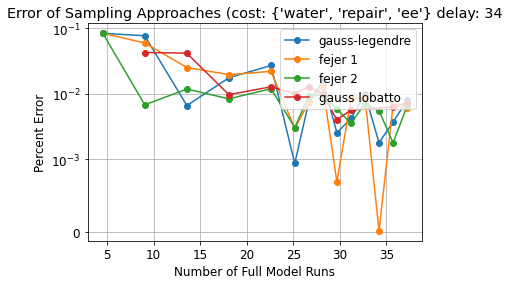 Error of Sampling Approaches (cost: {'water', 'repair', 'ee'} delay: 34
10⁻¹
10⁻²
10⁻³
0
Percent Error
gauss-legendre
fejer 1
fejer 2
gauss lobatto
5 10 15 20 25 30 35
Number of Full Model Runs